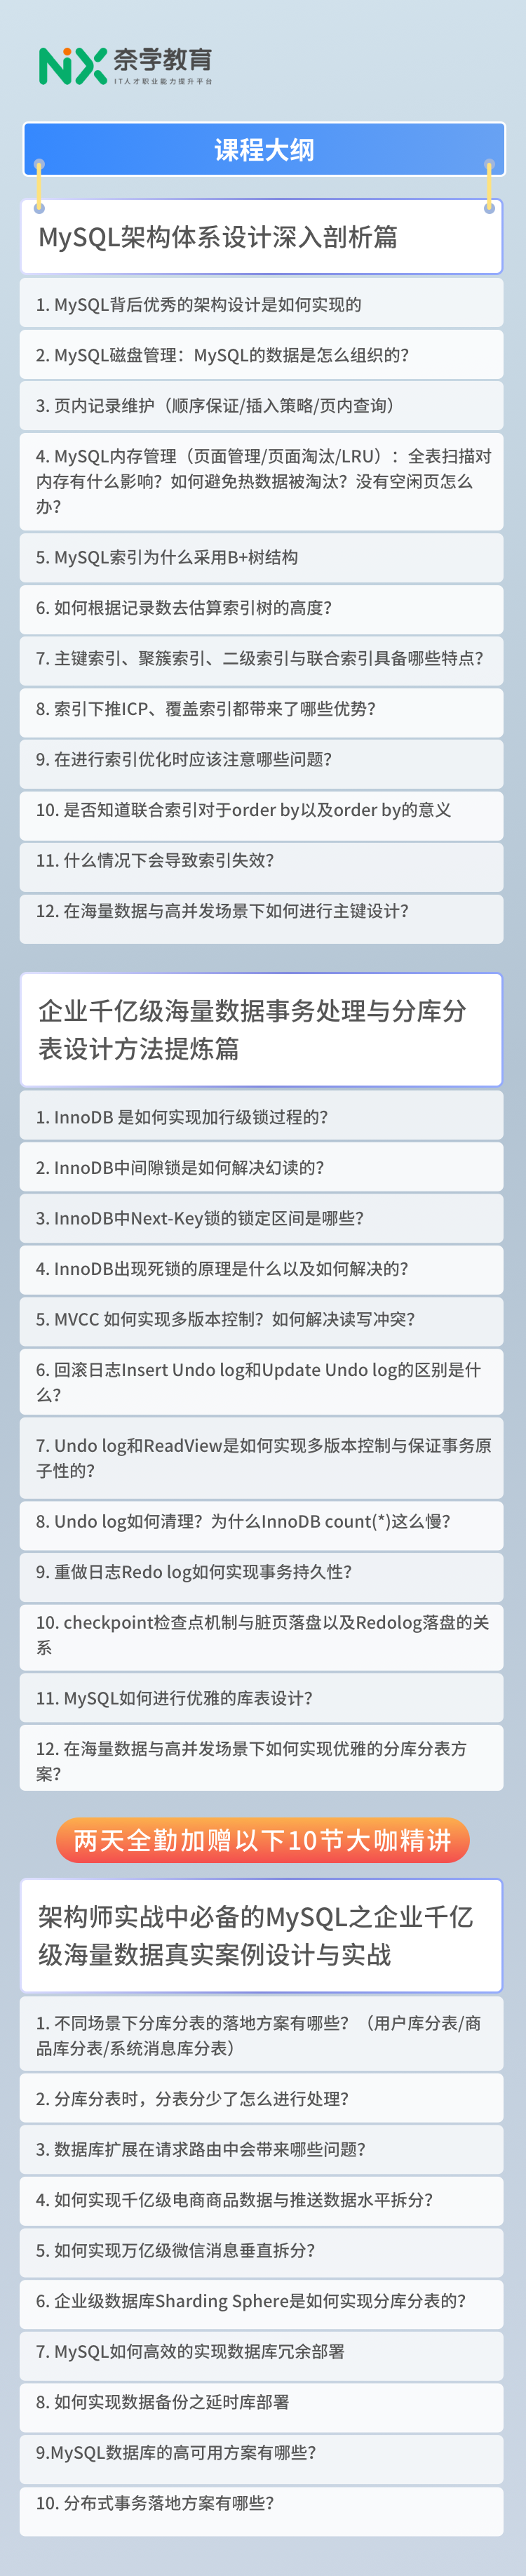 NiX 奈学教育
IT人才职业能力提升平台
课程大纲
MySQL架构体系设计深入剖析篇
1. MySQL背后优秀的架构设计是如何实现的
2. MySQL磁盘管理：MySQL的数据是怎么组织的？
3. 页内记录维护（顺序保证/插入策略/页内查询）
4. MySQL内存管理（页面管理/页面淘汰/LRU）：全表扫描对
内存有什么影响？如何避免热数据被淘汰？没有空闲页怎么
办？
5. MySQL索引为什么采用B+树结构
6. 如何根据记录数去估算索引树的高度？
7. 主键索引、聚簇索引、二级索引与联合索引具备哪些特点？
8. 索引下推ICP、覆盖索引都带来了哪些优势？
9. 在进行索引优化时应该注意哪些问题？
10. 是否知道联合索引对于order by以及order by的意义
11. 什么情况下会导致索引失效？
12. 在海量数据与高并发场景下如何进行主键设计？
企业千亿级海量数据事务处理与分库分
表设计方法提炼篇
1. InnoDB 是如何实现加行级锁过程的？
2. InnoDB中间隙锁是如何解决幻读的？
3. InnoDB中Next-Key锁的锁定区间是哪些？
4. InnoDB出现死锁的原理是什么以及如何解决的？
5. MVCC 如何实现多版本控制？如何解决读写冲突？
6. 回滚日志Insert Undo log和Update Undo log的区别是什
么？
7. Undo log和ReadView是如何实现多版本控制与保证事务原
子性的？
8. Undo log如何清理？为什么InnoDB count(*)这么慢？
9. 重做日志Redo log如何实现事务持久性？
10. checkpoint检查点机制与脏页落盘以及Redolog落盘的关
系
11. MySQL如何进行优雅的库表设计？
12. 在海量数据与高并发场景下如何实现优雅的分库分表方
案？
两天全勤加赠以下10节大咖精讲
架构师实战中必备的MySQL之企业千亿
级海量数据真实案例设计与实战
1. 不同场景下分库分表的落地方案有哪些？（用户库分表/商
品库分表/系统消息库分表）
2. 分库分表时，分表分少了怎么进行处理？
3. 数据库扩展在请求路由中会带来哪些问题？
4. 如何实现千亿级电商商品数据与推送数据水平拆分？
5. 如何实现万亿级微信消息垂直拆分？
6. 企业级数据库Sharding Sphere是如何实现分库分表的？
7. MySQL如何高效的实现数据库冗余部署
8. 如何实现数据备份之延时库部署
9.MySQL数据库的高可用方案有哪些？
10. 分布式事务落地方案有哪些？